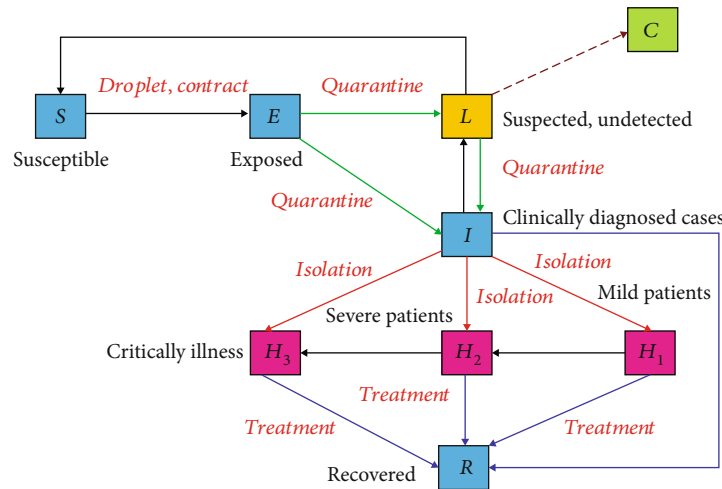 C
Droplet, contract
Quarantine
S
E
L
Suspected, undetected
Susceptible
Exposed
Quarantine
Quarantine
I
Clinically diagnosed cases
Isolation
Isolation
Isolation
Mild patients
Severe patients
Critically illness
H3
H2
H1
Treatment
Treatment
Treatment
Recovered
R